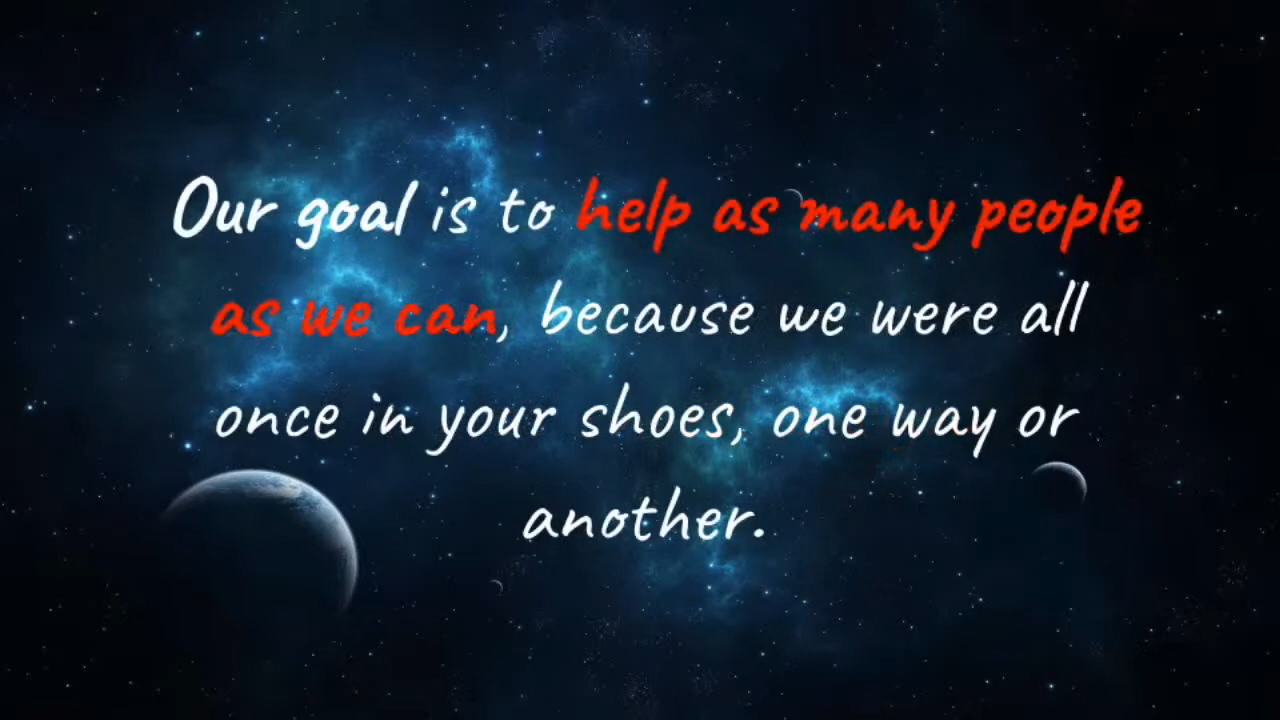 Our goal is to help as many people
as we can, because we were all
once in your shoes, one way or
another.